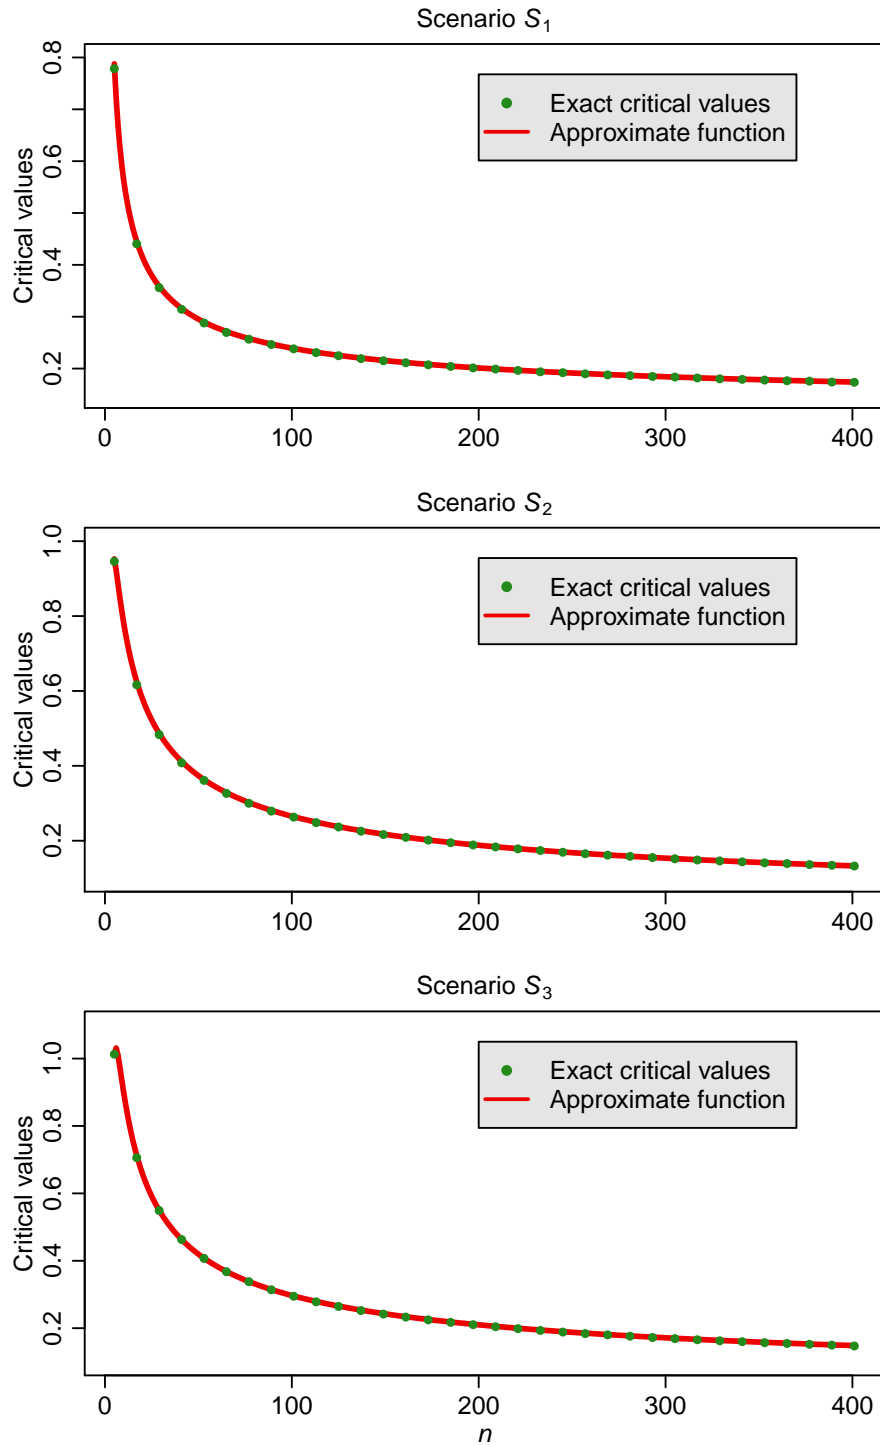 Scenario S1
Critical values
0.8
0.6
0.4
0.2
Exact critical values
Approximate function
0 100 200 300 400
Scenario S2
Critical values
1.0
0.8
0.6
0.4
0.2
Exact critical values
Approximate function
0 100 200 300 400
Scenario S3
Critical values
1.0
0.8
0.6
0.4
0.2
Exact critical values
Approximate function
0 100 200 300 400
n